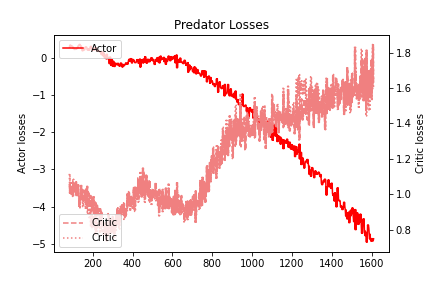 Predator Losses
Actor
0
−1
−2
−3
−4
−5
Actor losses
1.8
1.6
1.4
1.2
1.0
0.8
Critic losses
Critic
Critic
200 400 600 800 1000 1200 1400 1600